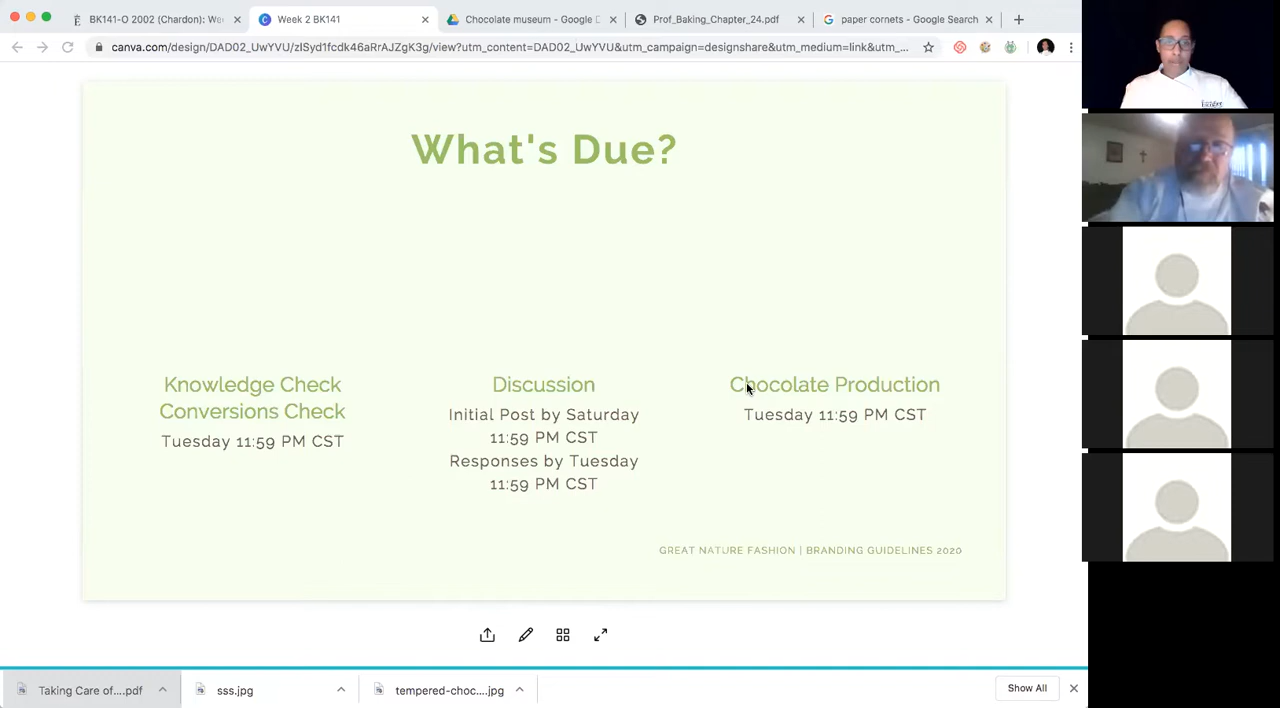 BK141-O 2002 (Chardon): We
Week 2 BK141
Chocolate museum - Google D
Prof_Baking_Chapter_24.pdf
paper cornets - Google Search
canva.com/design/DAD02_UwYVU/zISyd1fcdk46aRrAJZgK3g/view?utm_content=DAD02_UwYVU&utm_campaign=designshare&utm_medium=link&utm_...
What's Due?
Knowledge Check
Conversions Check
Tuesday 11:59 PM CST
Discussion
Initial Post by Saturday
11:59 PM CST
Responses by Tuesday
11:59 PM CST
Chocolate Production
Tuesday 11:59 PM CST
GREAT NATURE FASHION | BRANDING GUIDELINES 2020
Taking Care of....pdf
sss.jpg
tempered-choc....jpg
Show All